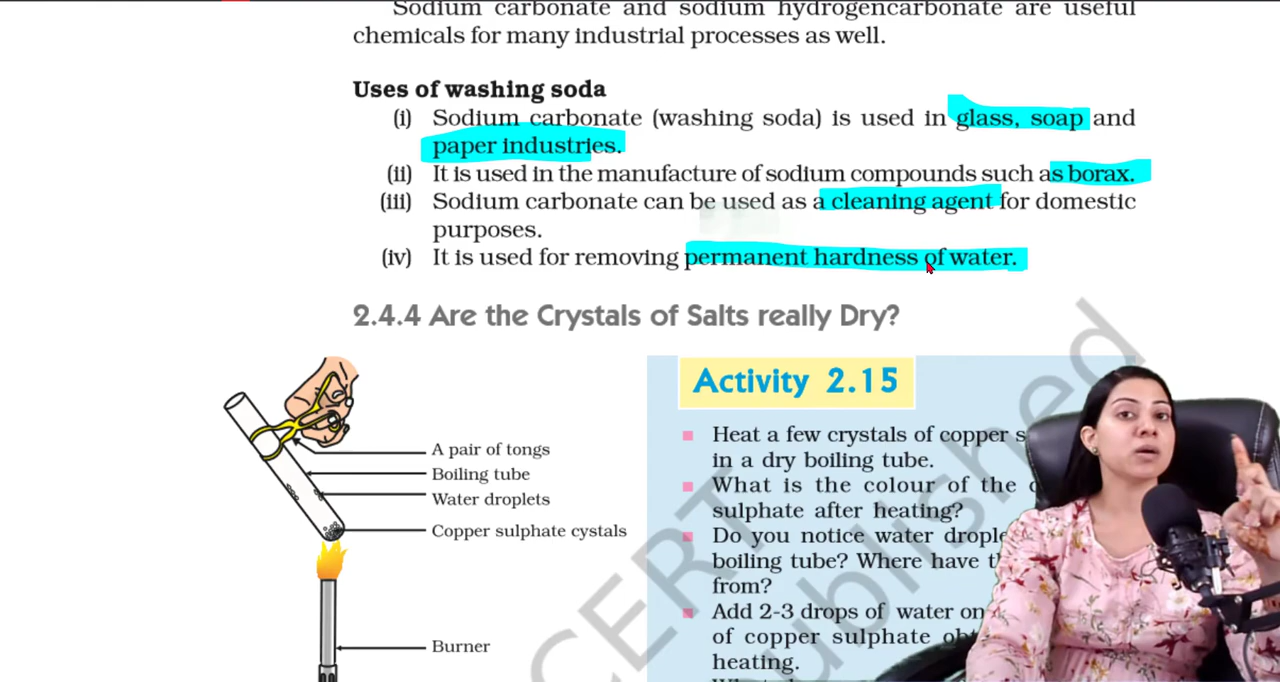 Sodium carbonate and sodium hydrogencarbonate are useful
chemicals for many industrial processes as well.
Uses of washing soda
(i) Sodium carbonate (washing soda) is used in glass, soap and
paper industries.
(ii) It is used in the manufacture of sodium compounds such as borax.
(iii) Sodium carbonate can be used as a cleaning agent for domestic
purposes.
(iv) It is used for removing permanent hardness of water.
2.4.4 Are the Crystals of Salts really Dry?
A pair of tongs
Boiling tube
Water droplets
Copper sulphate cystals
Burner
Activity 2.15
Heat a few crystals of copper s
in a dry boiling tube.
What is the colour of the
sulphate after heating?
Do you notice water drople
boiling tube? Where have t
from?
Add 2-3 drops of water on
of copper sulphate obt
heating.